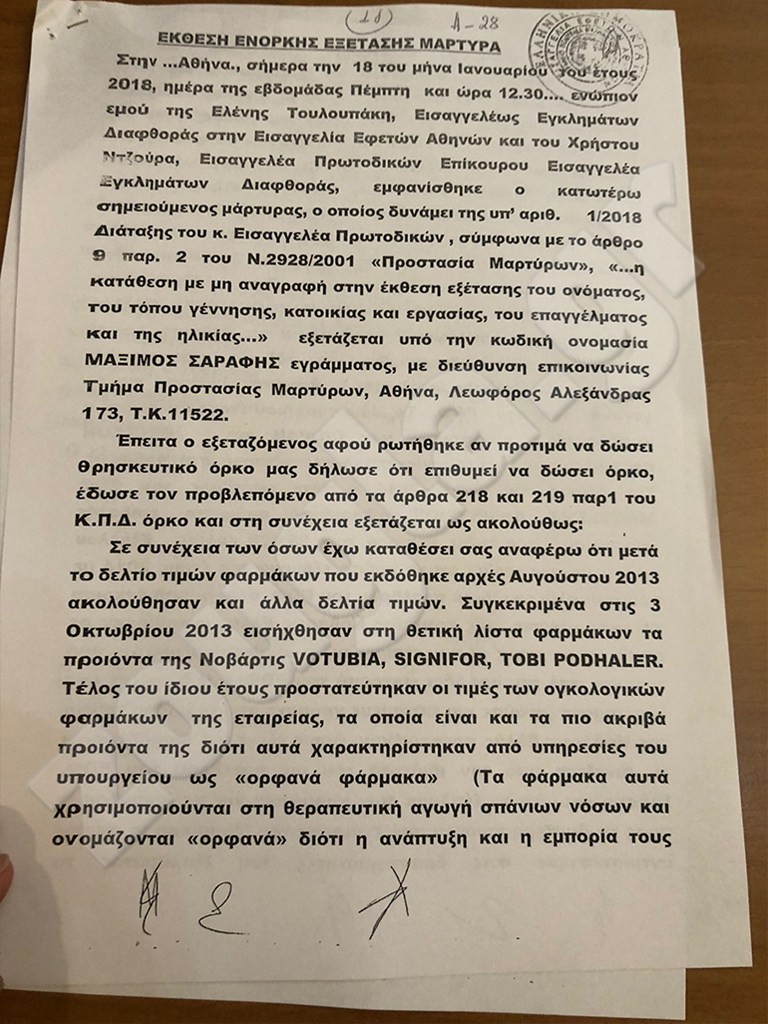 (18) Α-28
ΕΚΘΕΣΗ ΕΝΟΡΚΗΣ ΕΞΕΤΑΣΗΣ ΜΑΡΤΥΡΑ
Στην ...Αθήνα., σήμερα την 18 του μήνα Ιανουαρίου του έτους
2018, ημέρα της εβδομάδας Πέμπτη και ώρα 12.30.... ενώπιον
εμού της Ελένης Τουλουπάκη, Εισαγγελέως Εγκλημάτων
Διαφθοράς στην Εισαγγελία Εφετών Αθηνών και του Χρήστου
Ντζούρα, Εισαγγελέα Πρωτοδικών Επίκουρου Εισαγγελέα
Εγκλημάτων Διαφθοράς, εμφανίσθηκε ο κατωτέρω
σημειούμενος μάρτυρας, ο οποίος δυνάμει της υπ’ αριθ. 1/2018
Διάταξης του κ. Εισαγγελέα Πρωτοδικών , σύμφωνα με το άρθρο
9 παρ. 2 του Ν.2928/2001 «Προστασία Μαρτύρων», «...η
κατάθεση με μη αναγραφή στην έκθεση εξέτασης του ονόματος,
του τόπου γέννησης, κατοικίας και εργασίας, του επαγγέλματος
και της ηλικίας...» εξετάζεται υπό την κωδική ονομασία
ΜΑΞΙΜΟΣ ΣΑΡΑΦΗΣ εγράμματος, με διεύθυνση επικοινωνίας
Τμήμα Προστασίας Μαρτύρων, Αθήνα, Λεωφόρος Αλεξάνδρας
173, Τ.Κ.11522.
Έπειτα ο εξεταζόμενος αφού ρωτήθηκε αν προτιμά να δώσει
θρησκευτικό όρκο μας δήλωσε ότι επιθυμεί να δώσει όρκο,
έδωσε τον προβλεπόμενο από τα άρθρα 218 και 219 παρ1 του
Κ.Π.Δ. όρκο και στη συνέχεια εξετάζεται ως ακολούθως:
Σε συνέχεια των όσων έχω καταθέσει σας αναφέρω ότι μετά
το δελτίο τιμών φαρμάκων που εκδόθηκε αρχές Αυγούστου 2013
ακολούθησαν και άλλα δελτία τιμών. Συγκεκριμένα στις 3
Οκτωβρίου 2013 εισήχθησαν στη θετική λίστα φαρμάκων τα
προιόντα της Νοβάρτις VOTUBIA, SIGNIFOR, TOBI PODHALER.
Τέλος του ίδιου έτους προστατεύτηκαν οι τιμές των ογκολογικών
φαρμάκων της εταιρείας, τα οποία είναι και τα πιο ακριβά
προιόντα της διότι αυτά χαρακτηρίστηκαν από υπηρεσίες του
υπουργείου ως «ορφανά φάρμακα» (Τα φάρμακα αυτά
χρησιμοποιούνται στη θεραπευτική αγωγή σπάνιων νόσων και
ονομάζονται «ορφανά» διότι η ανάπτυξη και η εμπορία τους